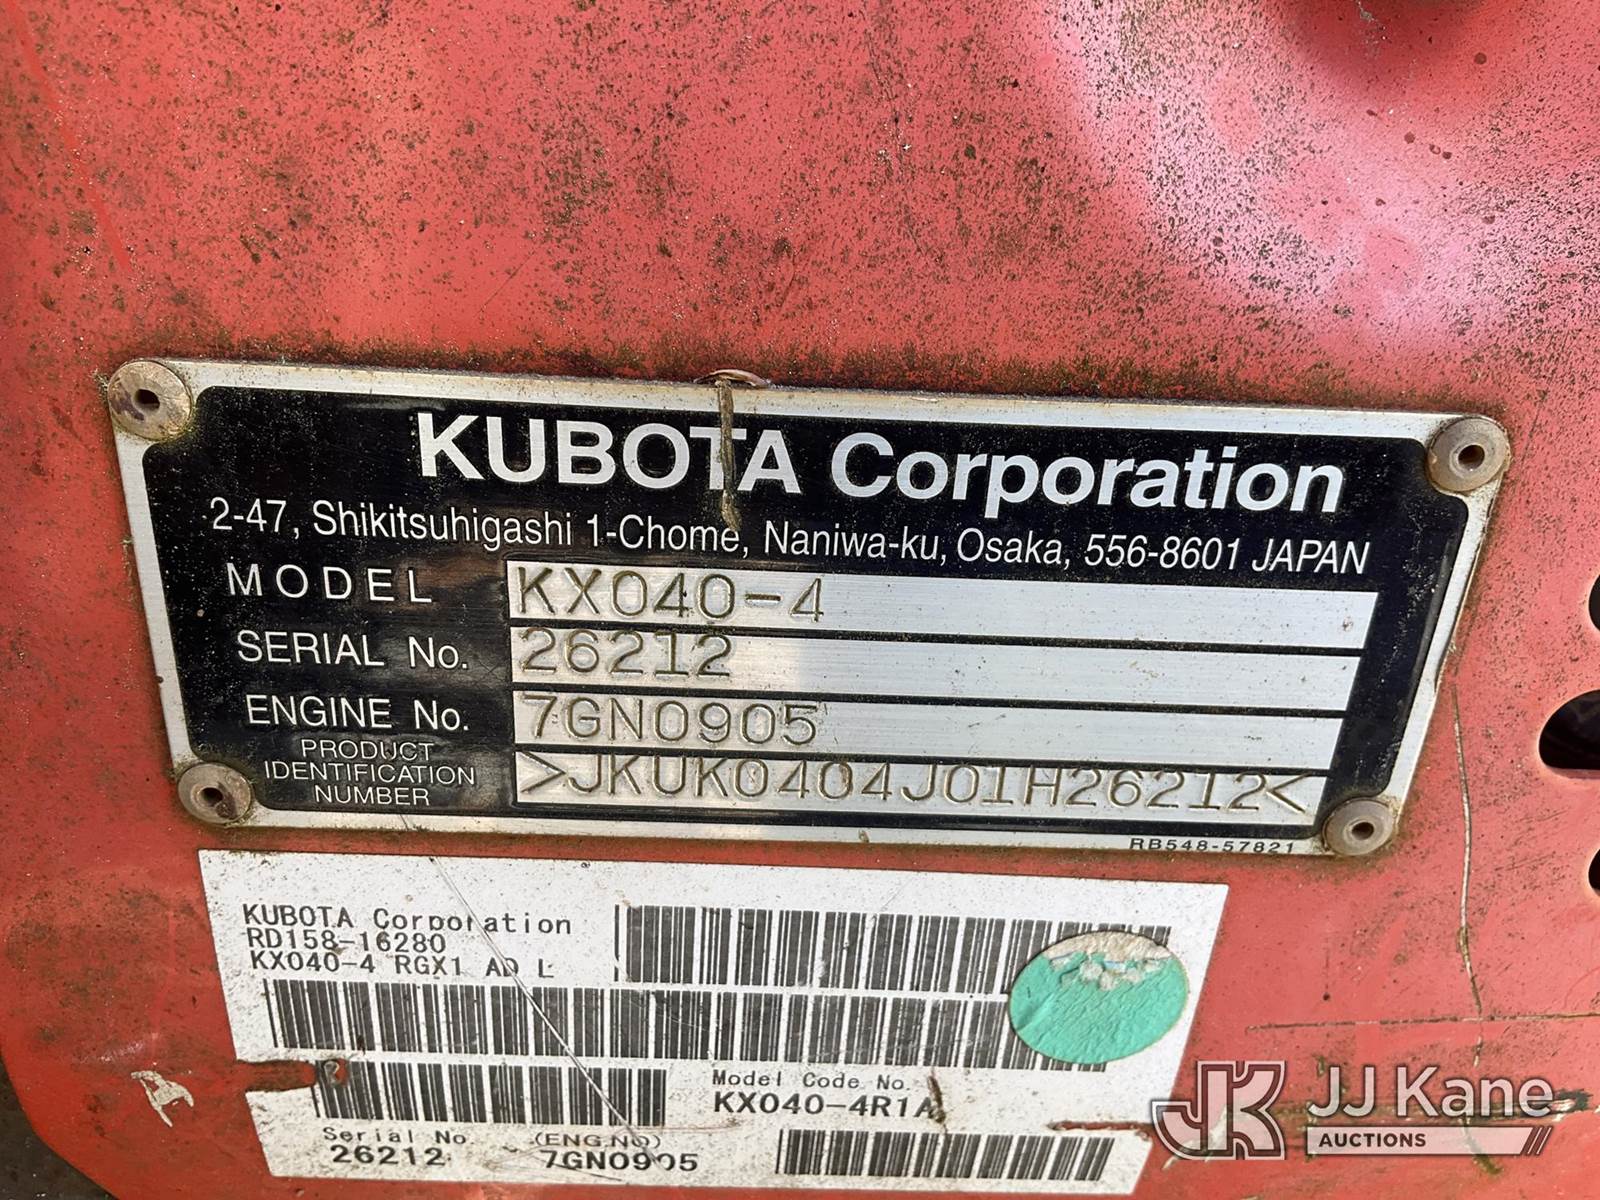 KUBOTA Corporation
2-47, Shikitsuhigashi 1-Chome, Naniwa-ku, Osaka, 556-8601 JAPAN
MODEL KX040-4
SERIAL No. 26212
ENGINE No. 7GN0905
PRODUCT
IDENTIFICATION
NUMBER
>JKUK0404J01H26212<
RB548-57821
KUBOTA Corporation
RD158-16280
KX040-4 RGX1 AD L
Model Code No.
KX040-4R1A
Serial No. (ENG.NO)
26212 7GN0905
JK JJ Kane
AUCTIONS